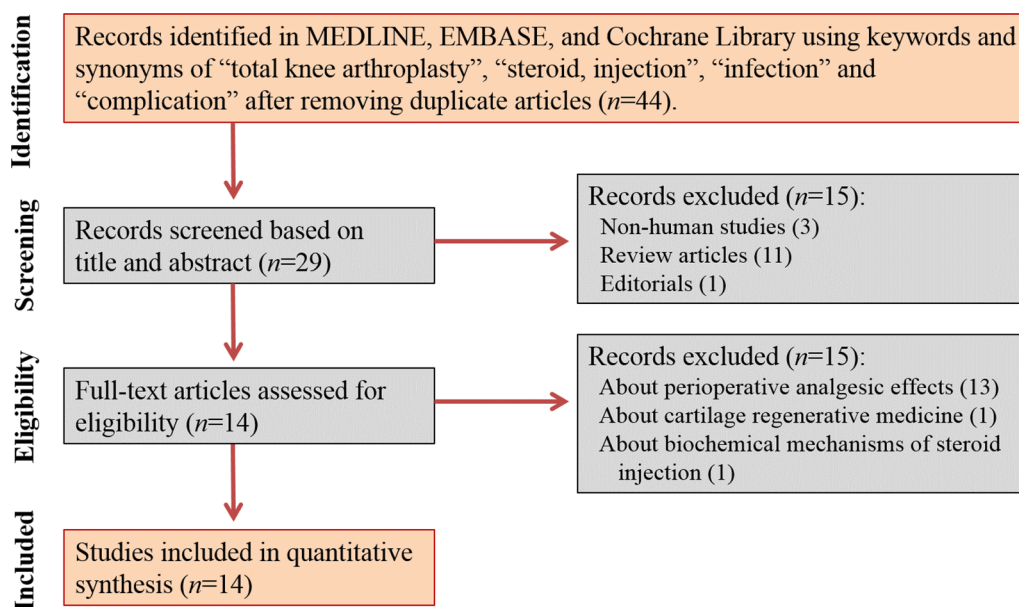 Identification
Records identified in MEDLINE, EMBASE, and Cochrane Library using keywords and
synonyms of “total knee arthroplasty”, “steroid, injection”, “infection” and
“complication” after removing duplicate articles (n=44).
Screening
Records screened based on
title and abstract (n=29)
Records excluded (n=15):
Non-human studies (3)
Review articles (11)
Editorials (1)
Eligibility
Full-text articles assessed for
eligibility (n=14)
Records excluded (n=15):
About perioperative analgesic effects (13)
About cartilage regenerative medicine (1)
About biochemical mechanisms of steroid
injection (1)
Included
Studies included in quantitative
synthesis (n=14)